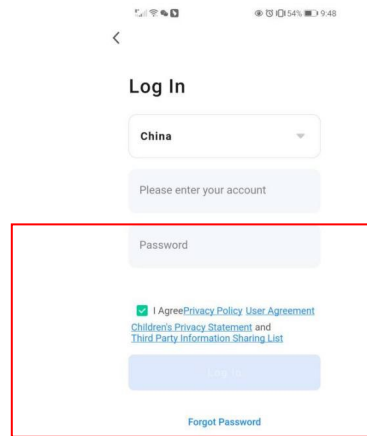 54% 9:48
Log In
China
Please enter your account
Password
I AgreePrivacy Policy User Agreement
Children's Privacy Statement and
Third Party Information Sharing List
Log In
Forgot Password